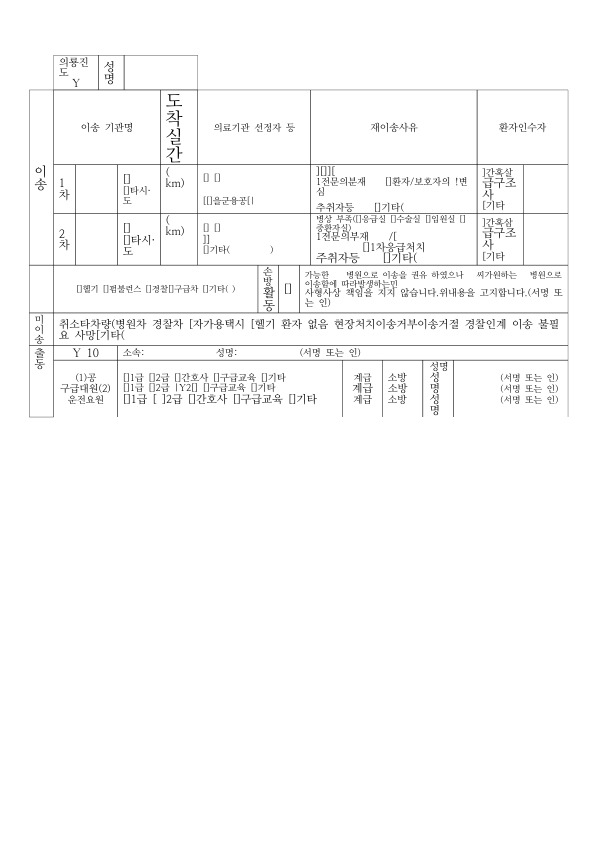 의룡진
도
Y
성
명
이송 기관명
도
착
실
간
의료기관 선정자 등
재이송사유
환자인수자
이
송
1
차
[]
[]타시·
도
(
km)
[] []
[[]을군용공[|
][][][
1전문의분재 []환자/보호자의 !변
심
추취자등 []기타(
]간혹살
급구조
사
[기타
2
차
[]
[]타시·
도
(
km)
[] []
]]
[]기타( )
병상 부족([]응급실 []수술실 []입원실 []
중환자실)
1전문의부재 /[
[]1차응급처치
주취자등 []기타(
]간혹삼
급구조
사
[기타
[]헬기 []펌불런스 []경찰[]구급차 []기타( )
손
방
활
동
[]
가능한 병원으로 이송을 권유 하였으나 씨가원하는 병원으로
이송함에 따라발생하는민
사형사상 책임을 지지 않습니다.위내용을 고지합니다.(서명 또
는 인)
미
이
송
취소타차량(병원차 경찰차 [자가용택시 [헬기 환자 없음 현장처치이송거부이송거절 경찰인계 이송 불필
요 사망[기타(
출
동
Y 10
소속: 성명: (서명 또는 인)
(1)공
구급대원(2)
운전요원
[]1급 []2급 []간호사 []구급교육 []기타
[]1급 []2급 |Y2[] []구급교육 []기타
[]1급 [ ]2급 []간호사 []구급교육 []기타
계급
계급
계급
소방
소방
소방
성명
성
명
성
명
(서명 또는 인)
(서명 또는 인)
(서명 또는 인)